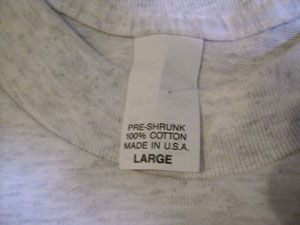 PRE-SHRUNK
100% COTTON
MADE IN U.S.A.
LARGE